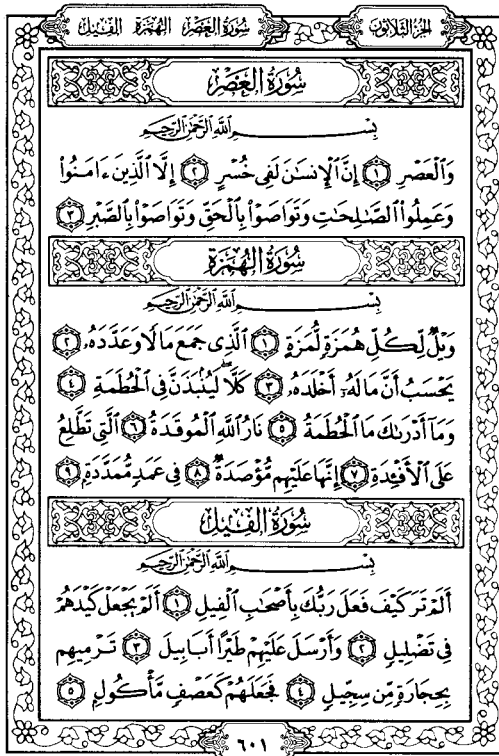 الجزء الثلاثون
سورة العصر الهمزة الفيل
سُورَةُ الْعَصْرِ
بِسْمِ ٱللَّهِ ٱلرَّحْمَٰنِ ٱلرَّحِيمِ
وَٱلْعَصْرِ ١ إِنَّ ٱلْإِنسَٰنَ لَفِى خُسْرٍ ٢ إِلَّا ٱلَّذِينَ ءَامَنُوا۟
وَعَمِلُوا۟ ٱلصَّٰلِحَٰتِ وَتَوَاصَوْا۟ بِٱلْحَقِّ وَتَوَاصَوْا۟ بِٱلصَّبْرِ ٣
سُورَةُ الهُمَزَةِ
بِسْمِ ٱللَّهِ ٱلرَّحْمَٰنِ ٱلرَّحِيمِ
وَيْلٌ لِّكُلِّ هُمَزَةٍ لُّمَزَةٍ ١ ٱلَّذِى جَمَعَ مَالًا وَعَدَّدَهُۥ ٢
يَحْسَبُ أَنَّ مَالَهُۥٓ أَخْلَدَهُۥ ٣ كَلَّا ۖ لَيُنۢبَذَنَّ فِى ٱلْحُطَمَةِ ٤
وَمَآ أَدْرَىٰكَ مَا ٱلْحُطَمَةُ ٥ نَارُ ٱللَّهِ ٱلْمُوقَدَةُ ٦ ٱلَّتِى تَطَّلِعُ
عَلَى ٱلْأَفْـِٔدَةِ ٧ إِنَّهَا عَلَيْهِم مُّؤْصَدَةٌ ٨ فِى عَمَدٍ مُّمَدَّدَةٍۭ ٩
سُورَةُ الفِيلِ
بِسْمِ ٱللَّهِ ٱلرَّحْمَٰنِ ٱلرَّحِيمِ
أَلَمْ تَرَ كَيْفَ فَعَلَ رَبُّكَ بِأَصْحَٰبِ ٱلْفِيلِ ١ أَلَمْ يَجْعَلْ كَيْدَهُمْ
فِى تَضْلِيلٍ ٢ وَأَرْسَلَ عَلَيْهِمْ طَيْرًا أَبَابِيلَ ٣ تَرْمِيهِم
بِحِجَارَةٍ مِّن سِجِّيلٍ ٤ فَجَعَلَهُمْ كَعَصْفٍ مَّأْكُولٍۭ ٥
٦٠١